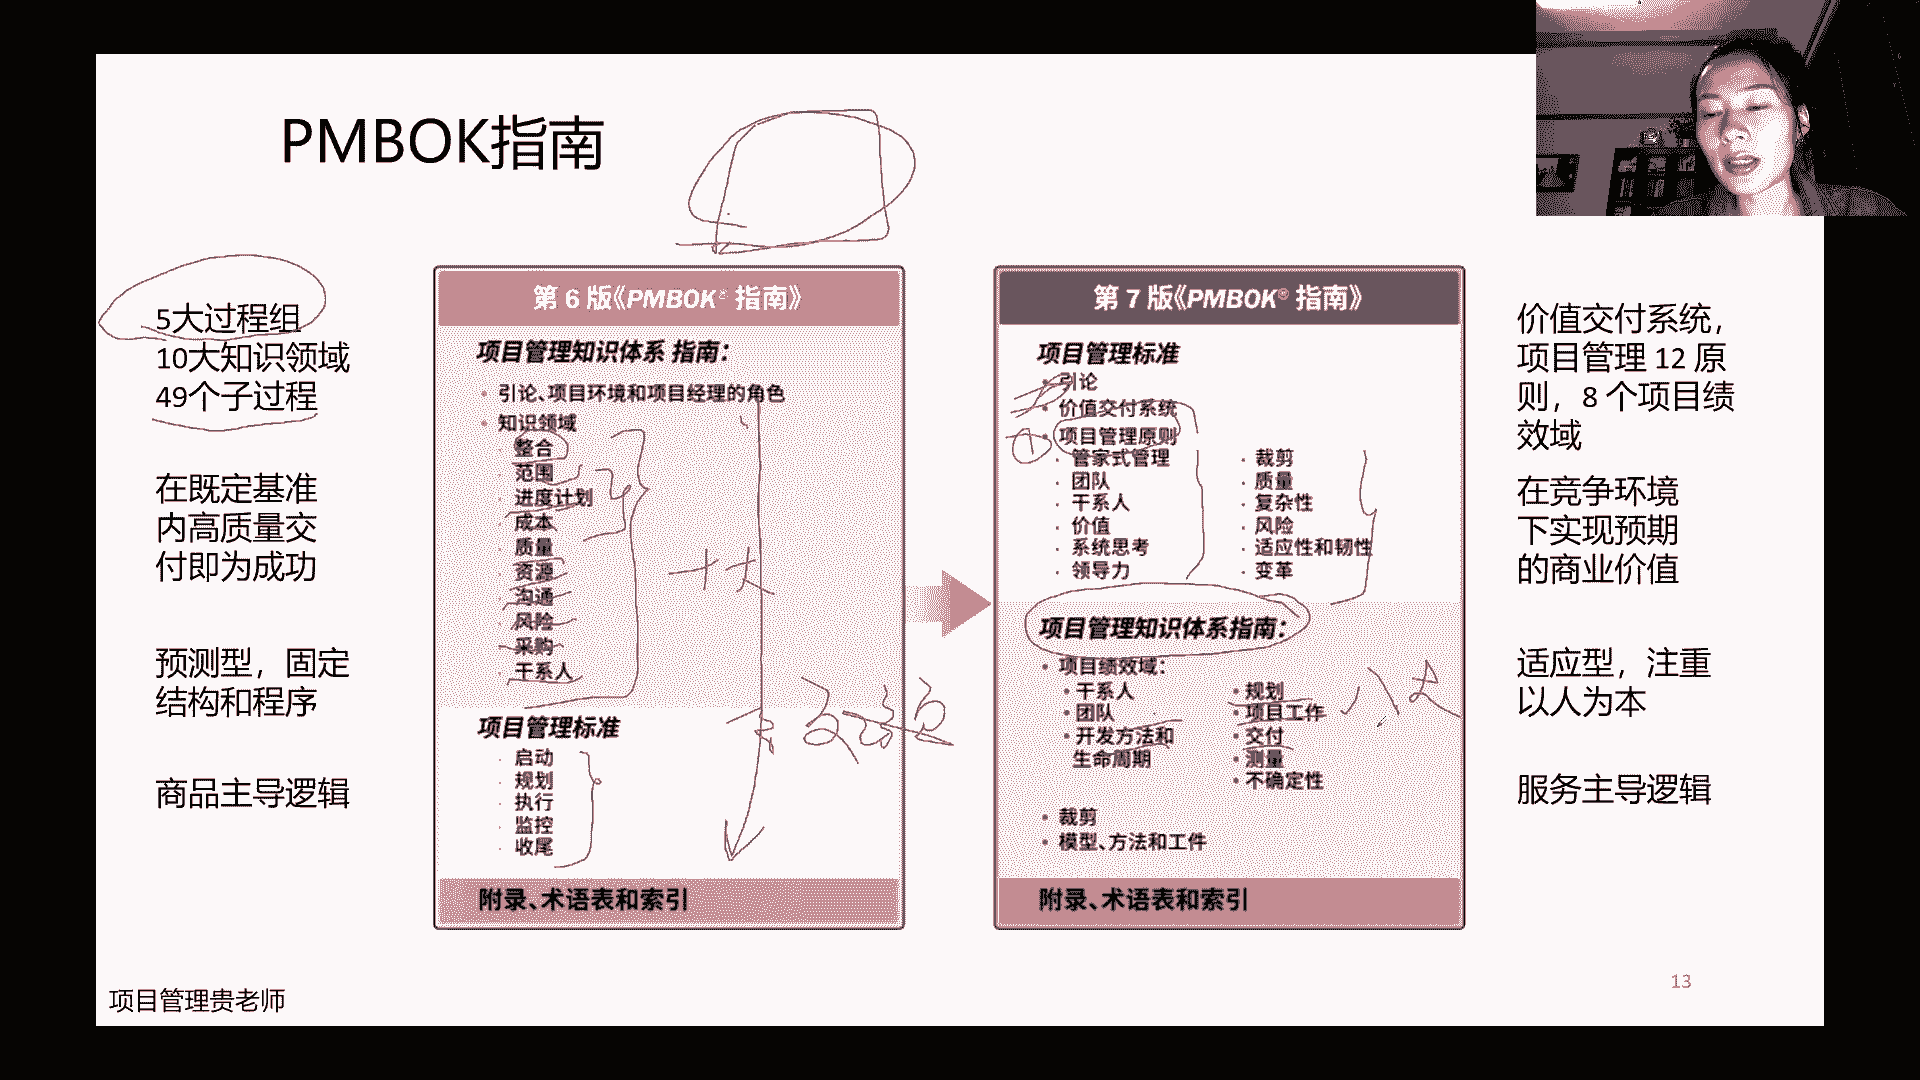 PMBOK指南
5大过程组
10大知识领域
49个子过程
在既定基准
内高质量交
付即为成功
预测型，固定
结构和程序
商品主导逻辑
第 6 版《PMBOK® 指南》
项目管理知识体系 指南：
• 引论、项目环境和项目经理的角色
• 知识领域
· 整合
· 范围
· 进度计划
· 成本
· 质量
· 资源
· 沟通
· 风险
· 采购
· 干系人
十大
项目管理标准
· 启动
· 规划
· 执行
· 监控
· 收尾
附录、术语表和索引
第 7 版《PMBOK® 指南》
项目管理标准
• 引论
• 价值交付系统
① • 项目管理原则
· 管家式管理
· 团队
· 干系人
· 价值
· 系统思考
· 领导力
· 裁剪
· 质量
· 复杂性
· 风险
· 适应性和韧性
· 变革
项目管理知识体系指南：
• 项目绩效域：
• 干系人
• 团队
• 开发方法和
生命周期
• 规划
• 项目工作
• 交付
• 测量
• 不确定性
八大
• 裁剪
• 模型、方法和工件
附录、术语表和索引
价值交付系统，
项目管理 12 原
则，8 个项目绩
效域
在竞争环境
下实现预期
的商业价值
适应型，注重
以人为本
服务主导逻辑
项目管理贵老师
13